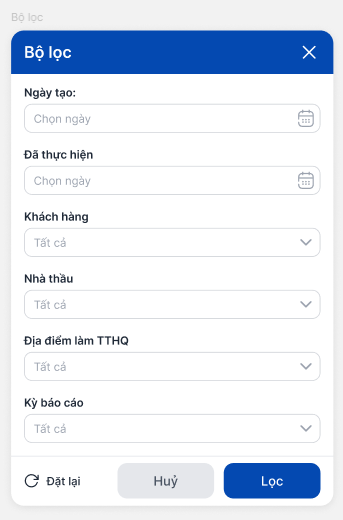 Bộ lọc
Bộ lọc
Ngày tạo:
Chọn ngày
Đã thực hiện
Chọn ngày
Khách hàng
Tất cả
Nhà thầu
Tất cả
Địa điểm làm TTHQ
Tất cả
Kỳ báo cáo
Tất cả
Đặt lại
Huỷ
Lọc